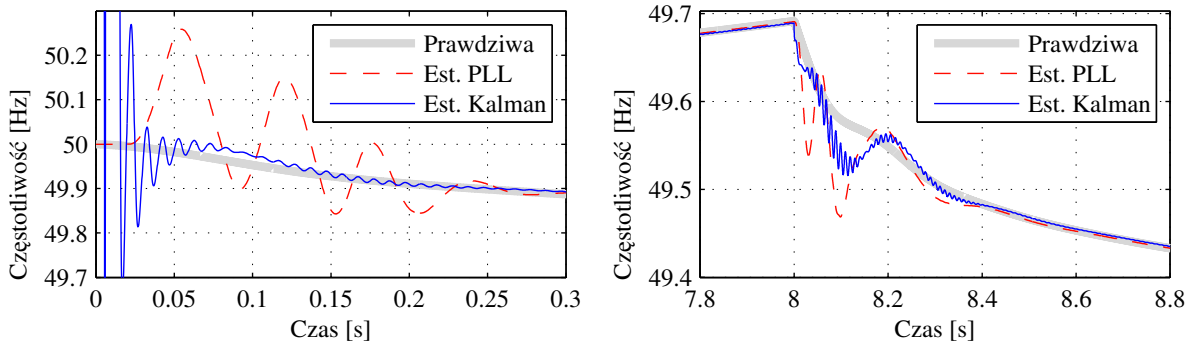 50.2
50.1
50
49.9
49.8
49.7
0
0.05
0.1
0.15
0.2
0.25
0.3
Czas [s]
Częstotliwość [Hz]
Prawdziwa
Est. PLL
Est. Kalman
49.7
49.6
49.5
49.4
7.8
8
8.2
8.4
8.6
8.8
Czas [s]
Częstotliwość [Hz]
Prawdziwa
Est. PLL
Est. Kalman